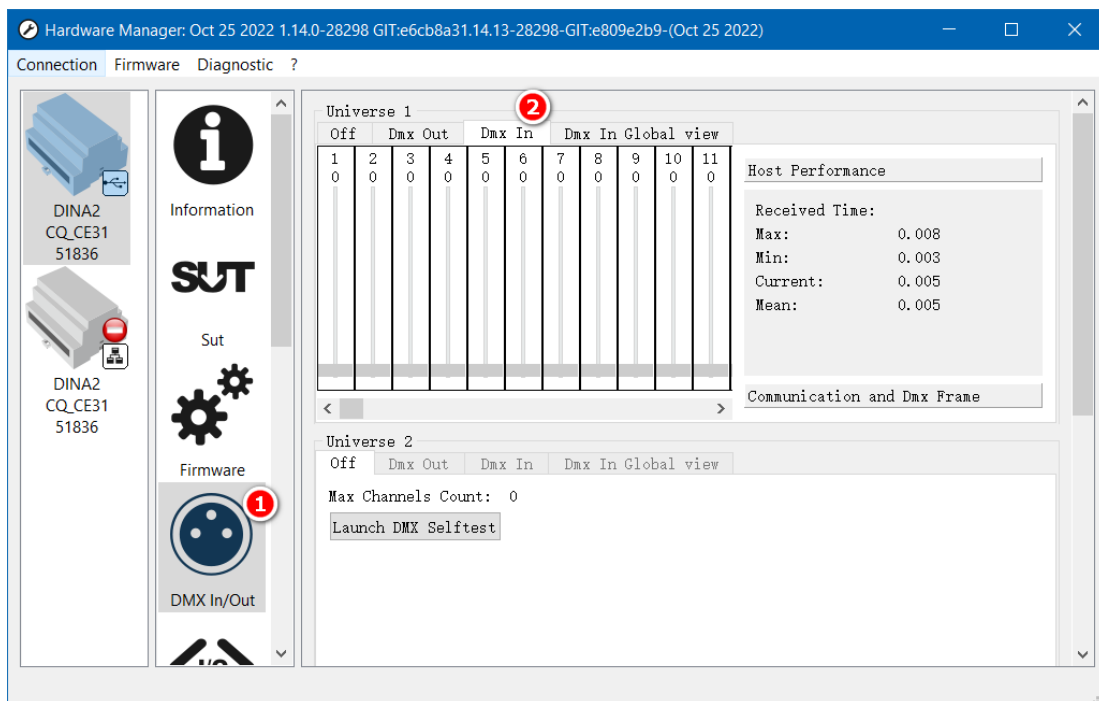 Hardware Manager: Oct 25 2022 1.14.0-28298 GIT:e6cb8a31.14.13-28298-GIT:e809e2b9-(Oct 25 2022)
Connection Firmware Diagnostic ?
DINA2
CQ_CE31
51836
DINA2
CQ_CE31
51836
Information
SUT
Sut
Firmware
1
DMX In/Out
Universe 1
2
Off Dmx Out Dmx In Dmx In Global view
1 2 3 4 5 6 7 8 9 10 11
0 0 0 0 0 0 0 0 0 0 0
Host Performance
Received Time:
Max: 0.008
Min: 0.003
Current: 0.005
Mean: 0.005
Communication and Dmx Frame
Universe 2
Off Dmx Out Dmx In Dmx In Global view
Max Channels Count: 0
Launch DMX Selftest